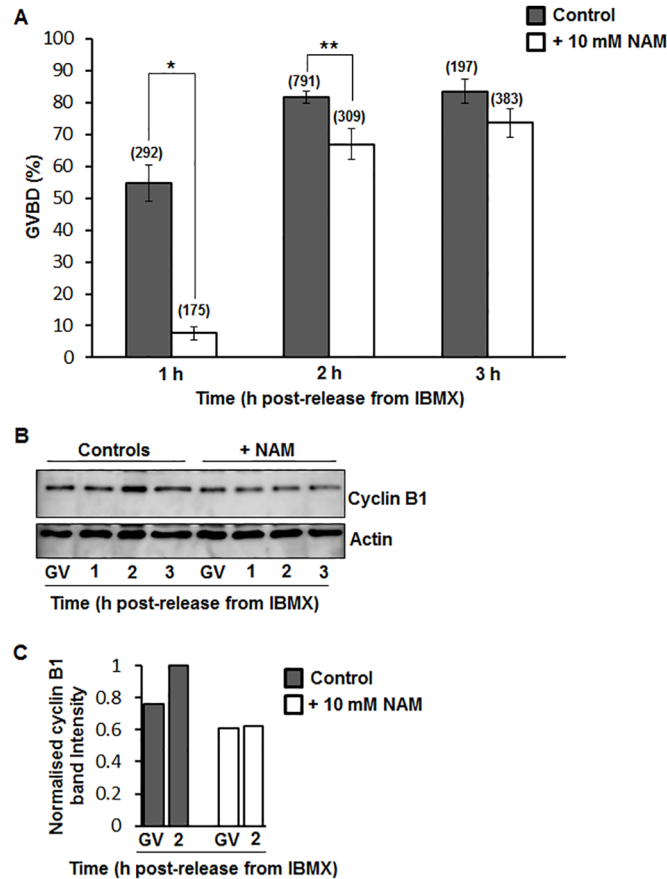 A
Control
+ 10 mM NAM
GVBD (%)
100
90
80
70
60
50
40
30
20
10
0
*
**
(292)
(175)
(791)
(309)
(197)
(383)
1 h
2 h
3 h
Time (h post-release from IBMX)
B
Controls
+ NAM
Cyclin B1
Actin
GV 1 2 3 GV 1 2 3
Time (h post-release from IBMX)
C
Normalised cyclin B1
band Intensity
1
0.8
0.6
0.4
0.2
0
Control
+ 10 mM NAM
GV 2 GV 2
Time (h post-release from IBMX)